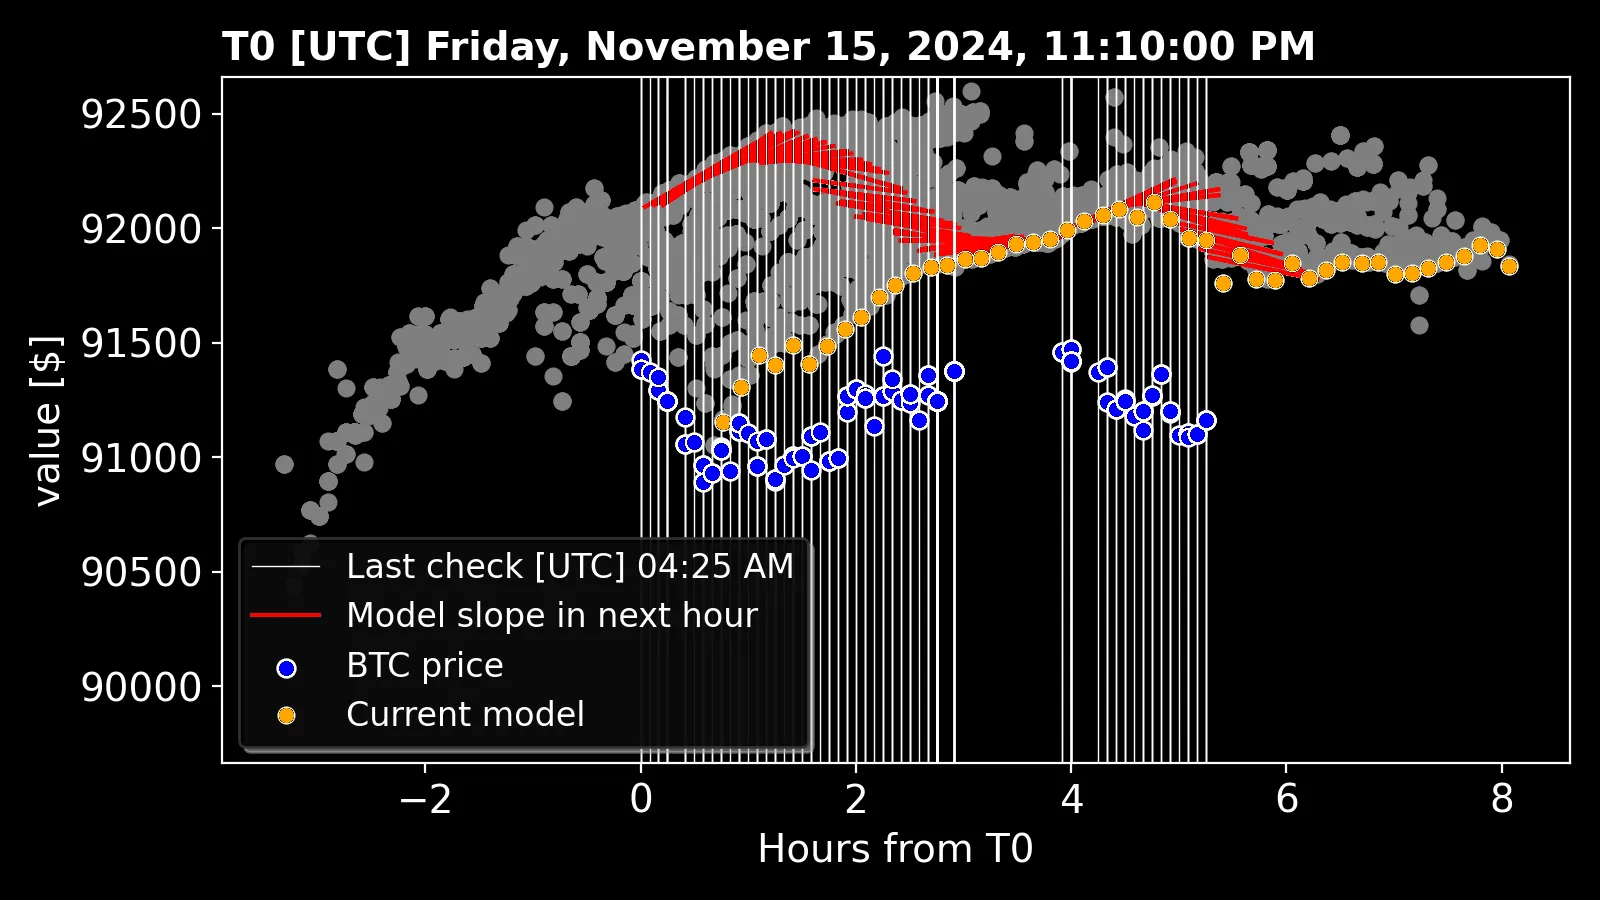 T0 [UTC] Friday, November 15, 2024, 11:10:00 PM
92500
92000
91500
91000
90500
90000
value [$]
Last check [UTC] 04:25 AM
Model slope in next hour
BTC price
Current model
−2 0 2 4 6 8
Hours from T0